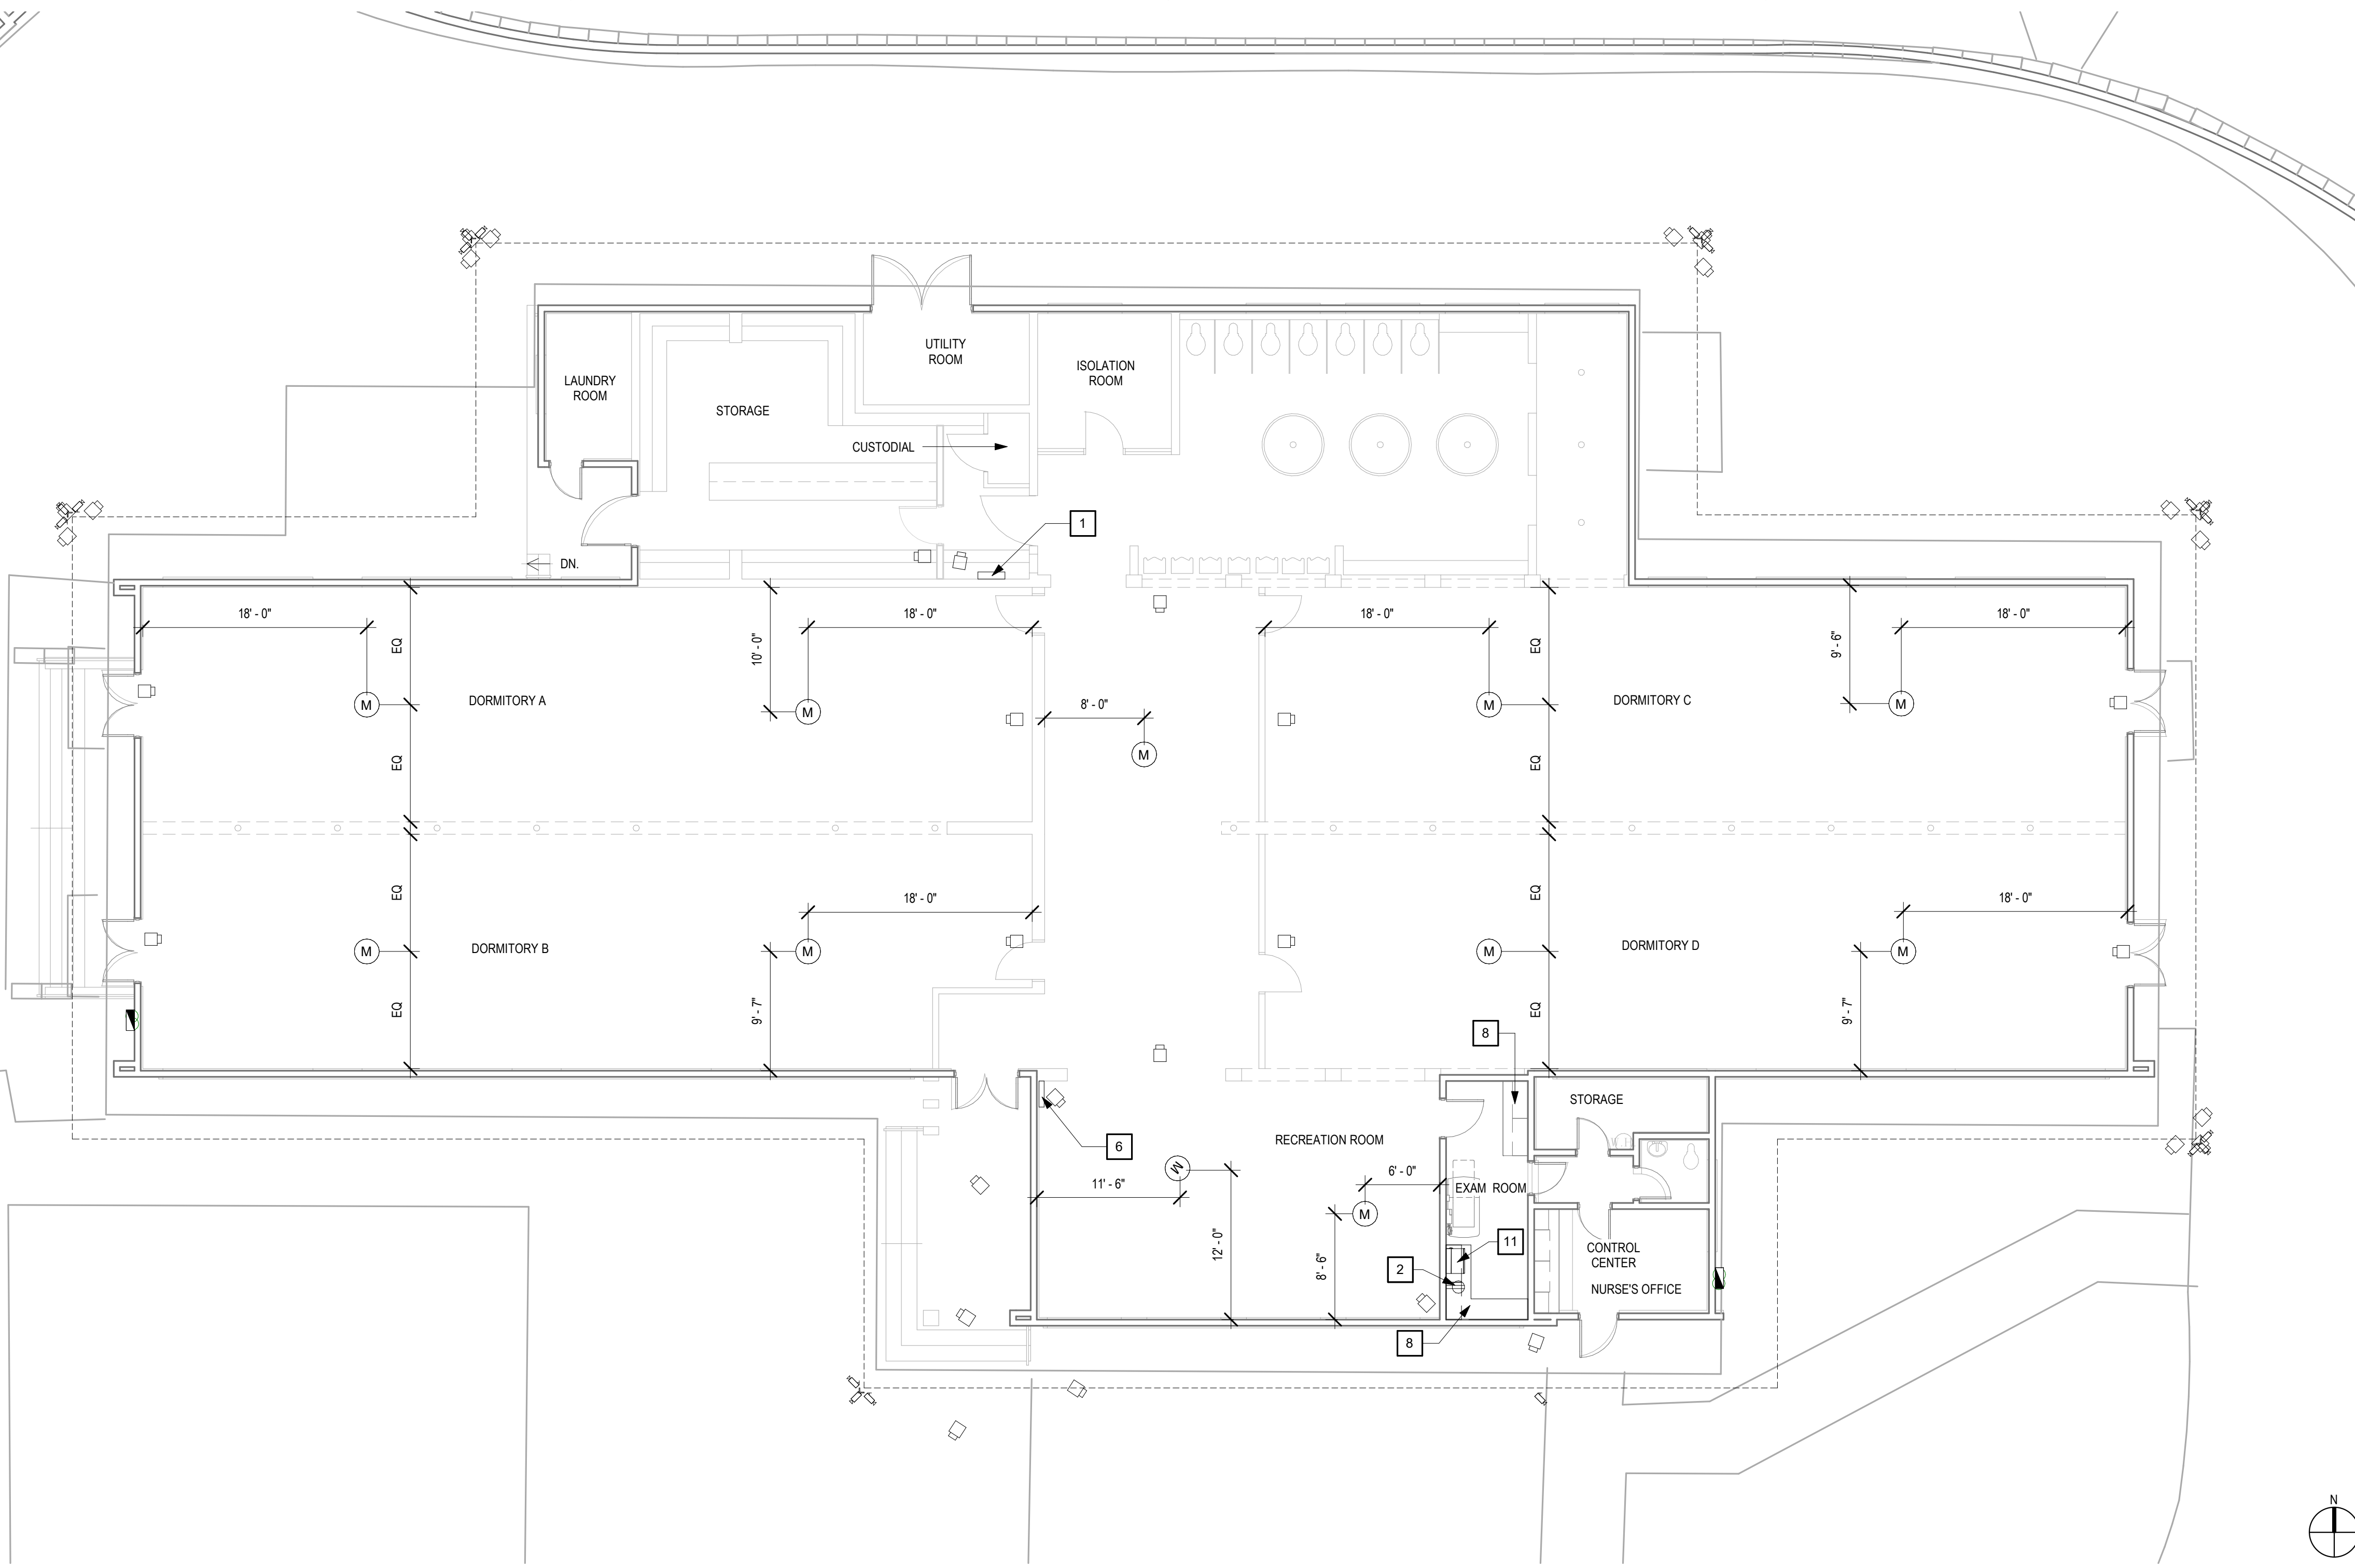 UTILITY
ROOM
ISOLATION
ROOM
LAUNDRY
ROOM
STORAGE
CUSTODIAL
1
DN.
18' - 0"
EQ
10' - 0"
18' - 0"
18' - 0"
EQ
9' - 6"
18' - 0"
DORMITORY A
M
M
8' - 0"
M
M
DORMITORY C
M
EQ
EQ
EQ
18' - 0"
EQ
18' - 0"
DORMITORY B
M
M
M
DORMITORY D
M
EQ
9' - 7"
EQ
9' - 7"
8
STORAGE
6
RECREATION ROOM
M
11' - 6"
6' - 0"
EXAM ROOM
M
12' - 0"
8' - 6"
11
2
CONTROL
CENTER
NURSE'S OFFICE
8
N